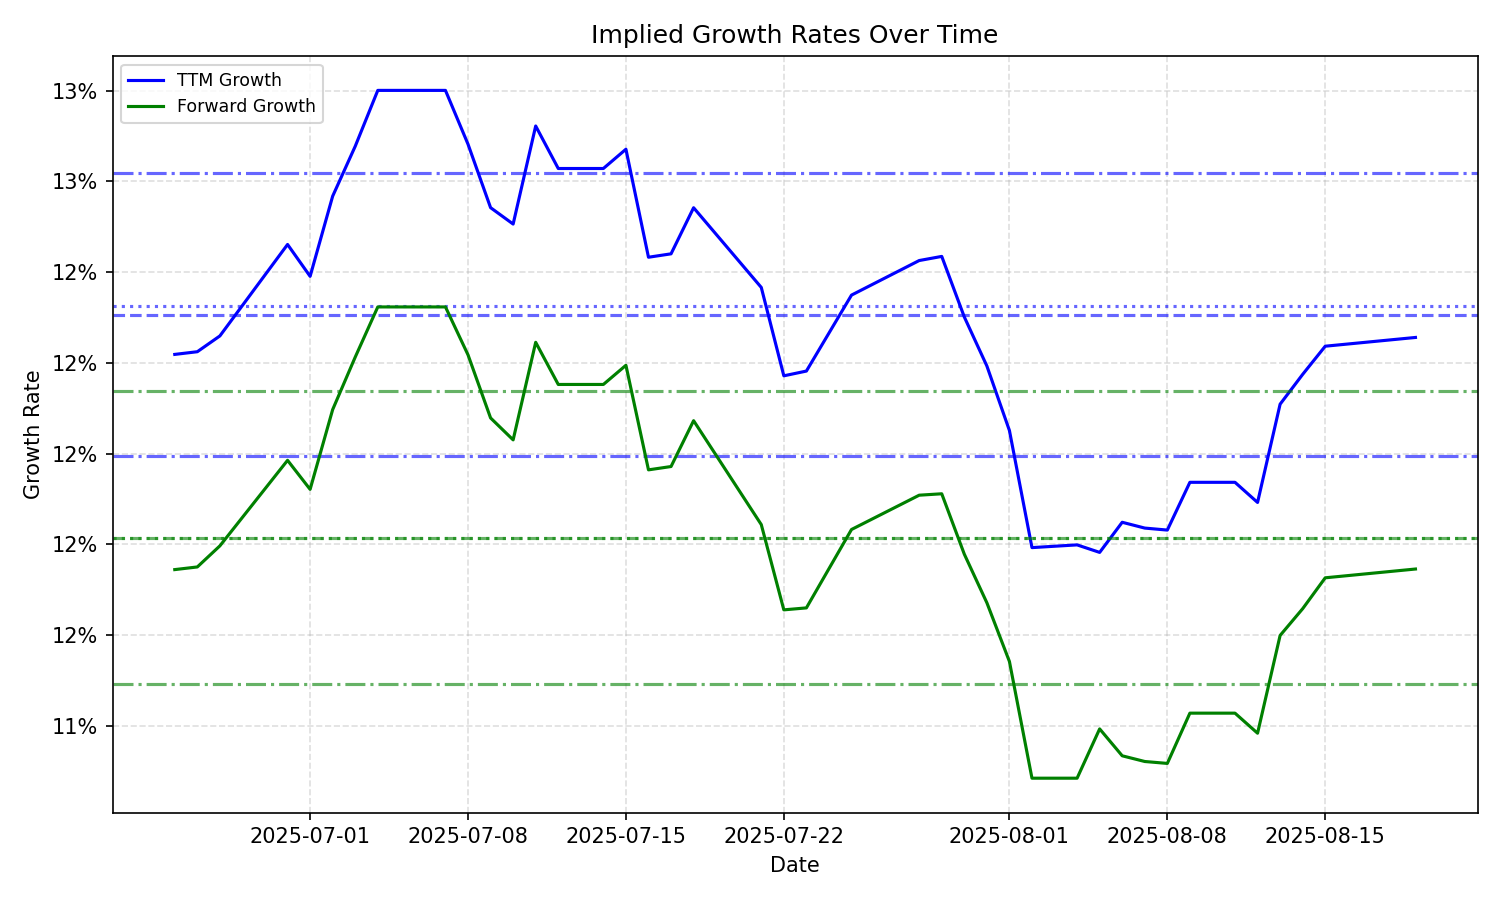 Implied Growth Rates Over Time
TTM Growth
Forward Growth
13%
13%
12%
12%
12%
12%
12%
11%
Growth Rate
2025-07-01 2025-07-08 2025-07-15 2025-07-22 2025-08-01 2025-08-08 2025-08-15
Date